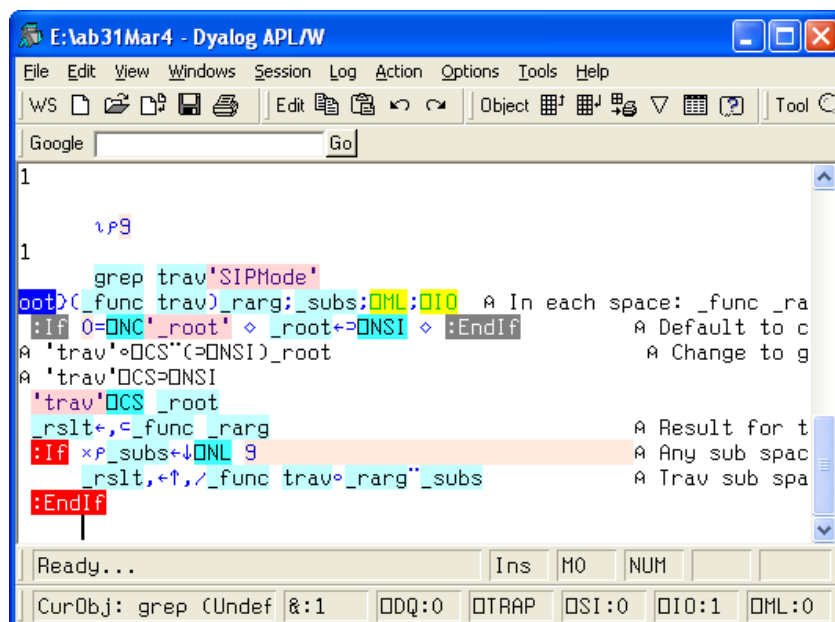 E:\ab31Mar4 - Dyalog APL/W
File Edit View Windows Session Log Action Options Tools Help
WS Edit Object Tool
Google Go
1
⍳⍴9
1
grep trav'SIPMode'
oot}(_func trav)_rarg;_subs;⎕ML;⎕IO ⍝ In each space: _func _ra
:If 0=⎕NC'_root' ⋄ _root←⊃⎕NSI ⋄ :EndIf ⍝ Default to c
⍝ 'trav'∘⎕CS¨(⊃⎕NSI)_root ⍝ Change to g
⍝ 'trav'⎕CS⊃⎕NSI
'trav'⎕CS _root
_rslt←,⊂_func _rarg ⍝ Result for t
:If ×⍴_subs←↓⎕NL 9 ⍝ Any sub spac
_rslt,←↑,/_func trav∘_rarg¨_subs ⍝ Trav sub spa
:EndIf
Ready... Ins MO NUM
CurObj: grep (Undef &:1 ⎕DQ:0 ⎕TRAP ⎕SI:0 ⎕IO:1 ⎕ML:0